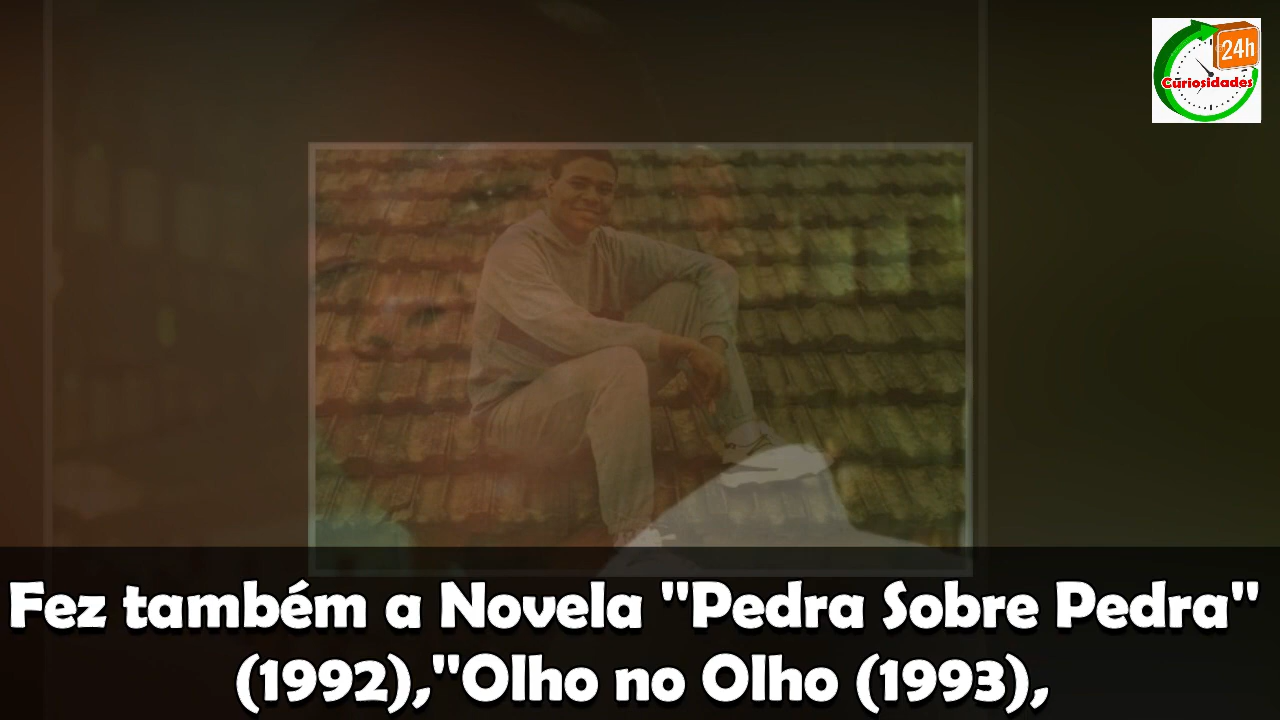 24h
Curiosidades
Fez também a Novela "Pedra Sobre Pedra"
(1992),"Olho no Olho (1993),